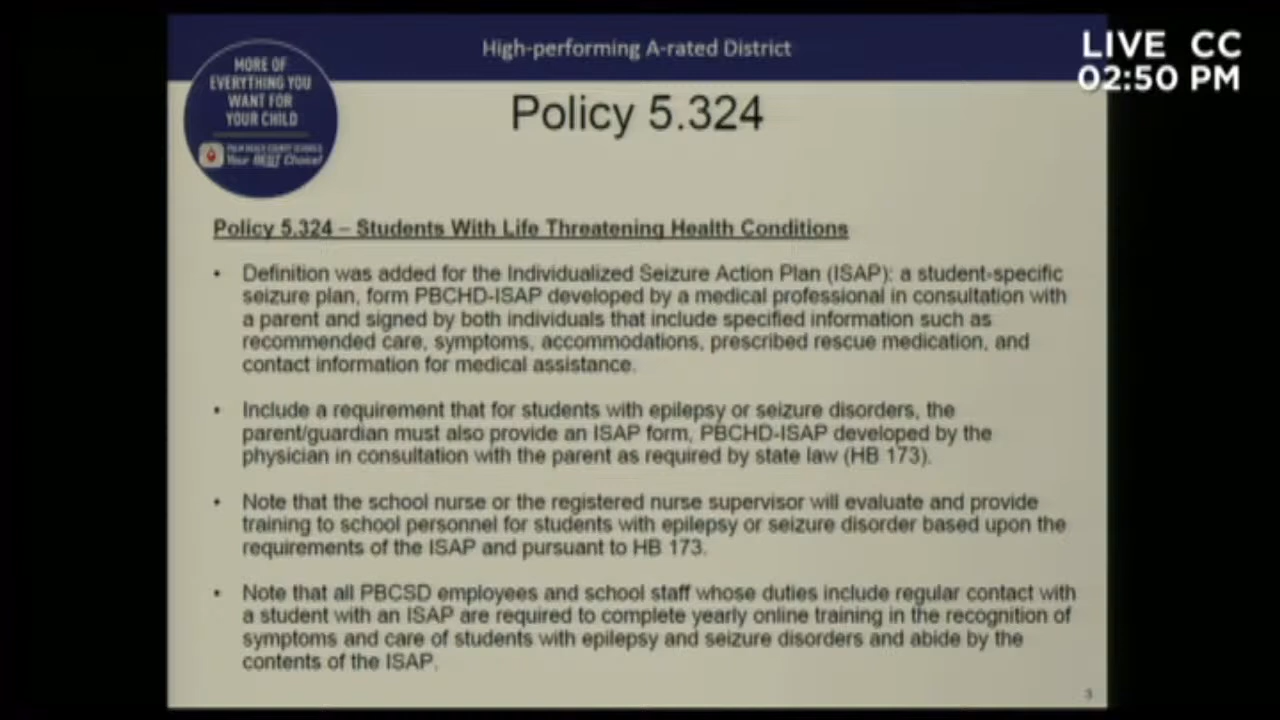 High-performing A-rated District
LIVE CC
02:50 PM
MORE OF
EVERYTHING YOU
WANT FOR
YOUR CHILD
PALM BEACH COUNTY SCHOOLS
Your BEST Choice!
Policy 5.324
Policy 5.324 – Students With Life Threatening Health Conditions
• Definition was added for the Individualized Seizure Action Plan (ISAP): a student-specific
seizure plan, form PBCHD-ISAP developed by a medical professional in consultation with
a parent and signed by both individuals that include specified information such as
recommended care, symptoms, accommodations, prescribed rescue medication, and
contact information for medical assistance.
• Include a requirement that for students with epilepsy or seizure disorders, the
parent/guardian must also provide an ISAP form, PBCHD-ISAP developed by the
physician in consultation with the parent as required by state law (HB 173).
• Note that the school nurse or the registered nurse supervisor will evaluate and provide
training to school personnel for students with epilepsy or seizure disorder based upon the
requirements of the ISAP and pursuant to HB 173.
• Note that all PBCSD employees and school staff whose duties include regular contact with
a student with an ISAP are required to complete yearly online training in the recognition of
symptoms and care of students with epilepsy and seizure disorders and abide by the
contents of the ISAP.
3